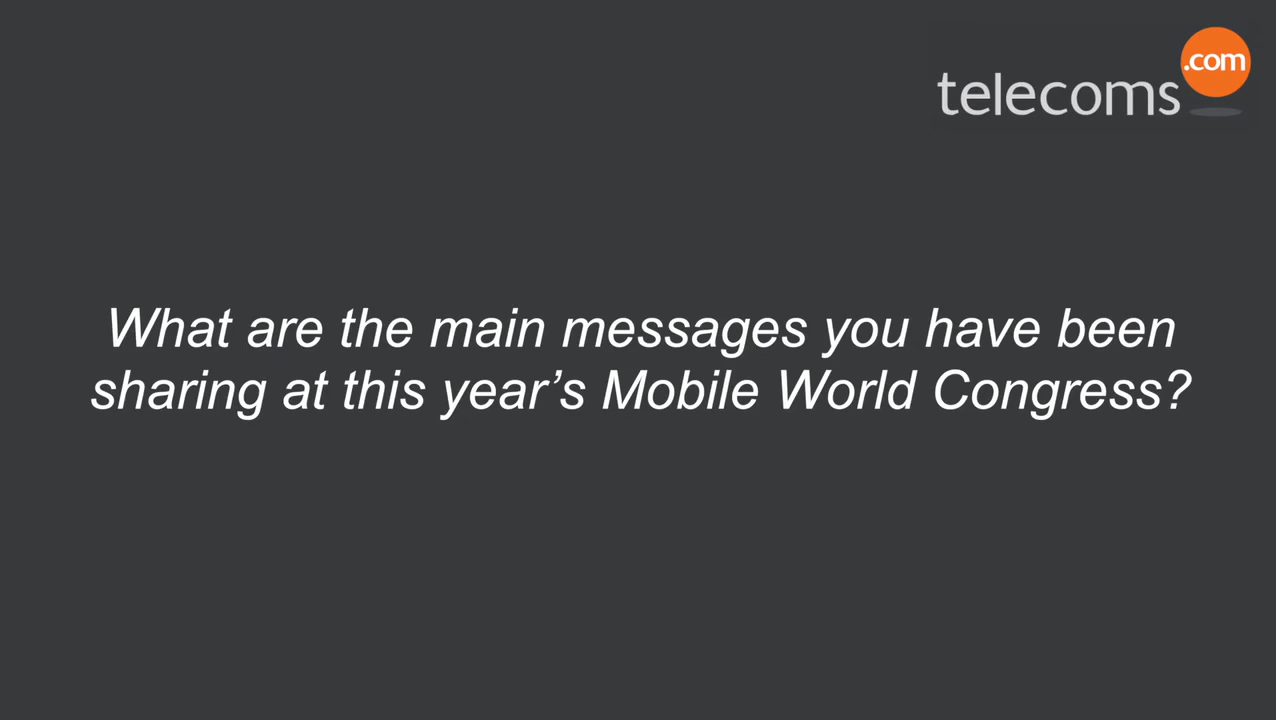 telecoms
.com
What are the main messages you have been
sharing at this year’s Mobile World Congress?